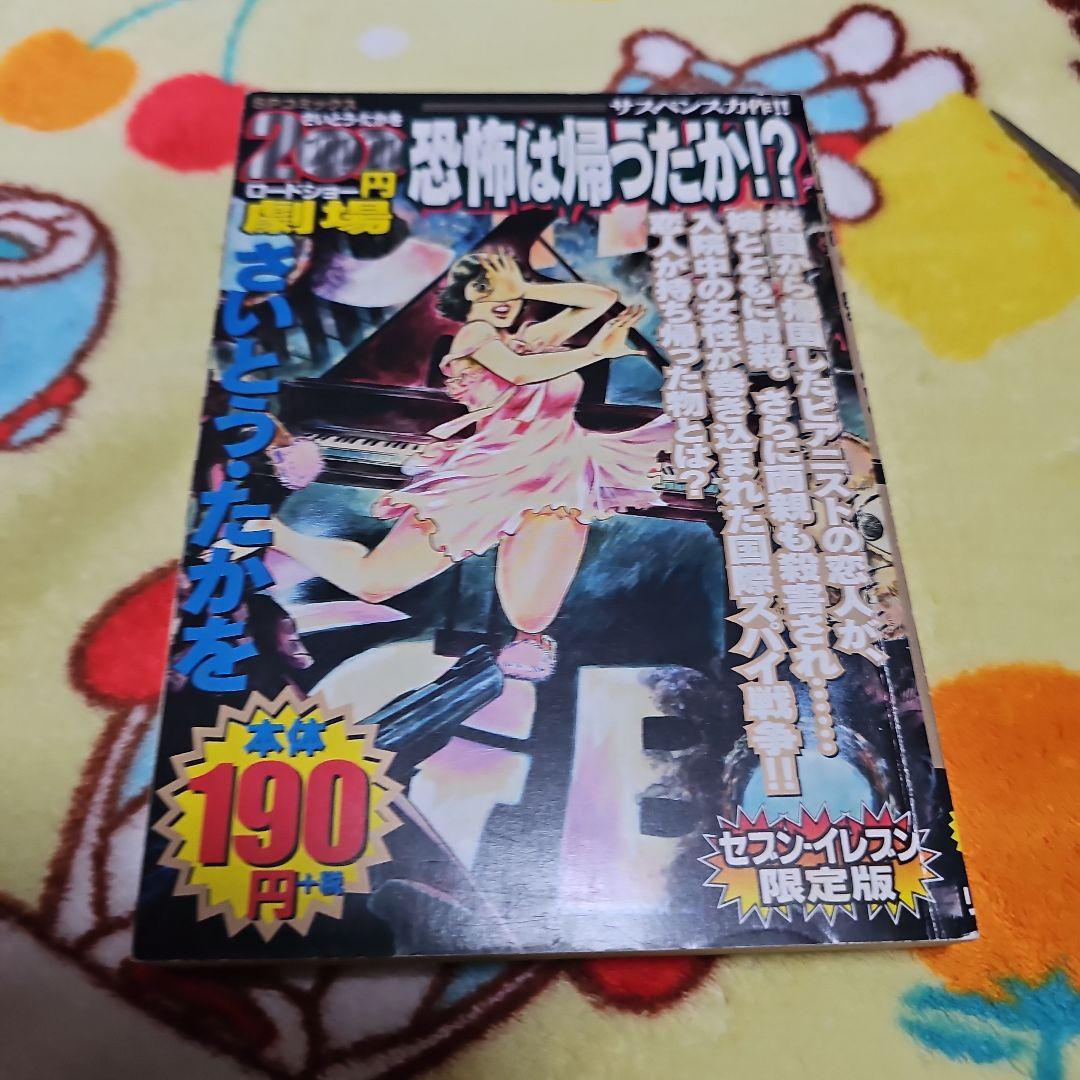 SPコミックス
サスペンス力作!!
さいとう・たかを
200円
ロードショー
劇場
恐怖は帰ったか!?
さいとう・たかを
米国から帰国したピアニストの恋人が、
姉とともに射殺。さらに両親も殺害され……
入院中の女性が巻き込まれた国際スパイ戦争!!
恋人が持ち帰った物とは?
本体
190
円+税
セブン-イレブン
限定版